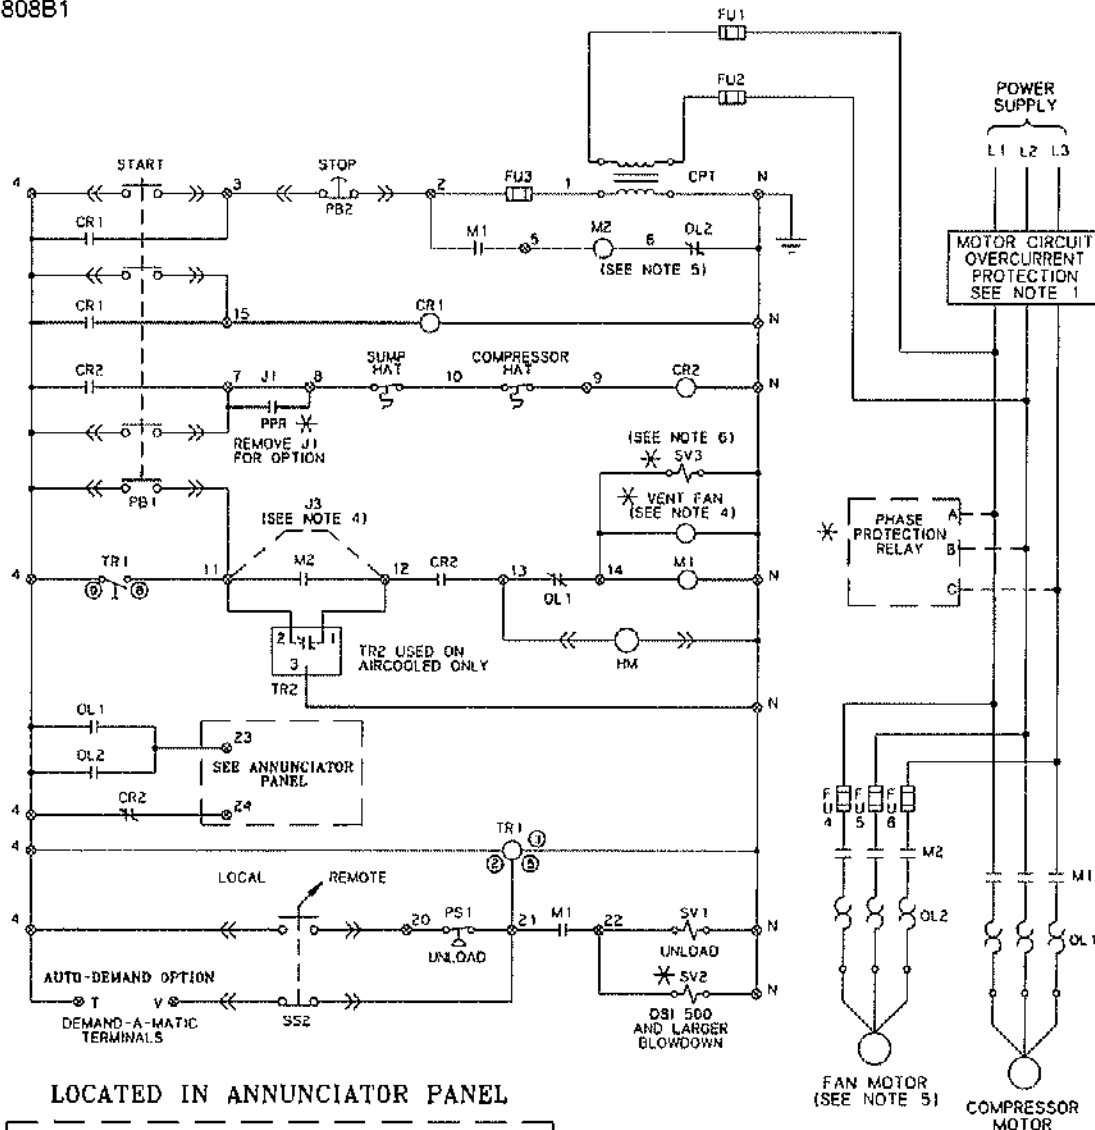 808B1
FU1
FU2
POWER
SUPPLY
L1 L2 L3
START
STOP
4
3
2
FU3
1
CPT
N
PB2
CR1
M1
5
M2
6
OL2
(SEE NOTE 5)
MOTOR CIRCUIT
OVERCURRENT
PROTECTION
SEE NOTE 1
CR1
15
CR1
N
CR2
7
J1
8
SUMP
HAT
10
COMPRESSOR
HAT
9
CR2
N
PPR
REMOVE J1
FOR OPTION
(SEE NOTE 6)
SV3
PB1
J3
(SEE NOTE 4)
VENT FAN
(SEE NOTE 4)
PHASE
PROTECTION
RELAY
A
B
C
4
TR1
9
1
8
11
M2
12
CR2
13
OL1
14
M1
N
2
1
3
TR2
TR2 USED ON
AIRCOOLED ONLY
HM
N
OL1
OL2
23
SEE ANNUNCIATOR
PANEL
4
CR2
24
FU4
FU5
FU6
M2
M1
4
TR1
2
LOCAL
REMOTE
4
20
PS1
UNLOAD
21
M1
22
SV1
UNLOAD
N
OL2
OL1
AUTO-DEMAND OPTION
T
V
DEMAND-A-MATIC
TERMINALS
SS2
SV2
N
DSI 500
AND LARGER
BLOWDOWN
FAN MOTOR
(SEE NOTE 5)
COMPRESSOR
MOTOR
LOCATED IN ANNUNCIATOR PANEL